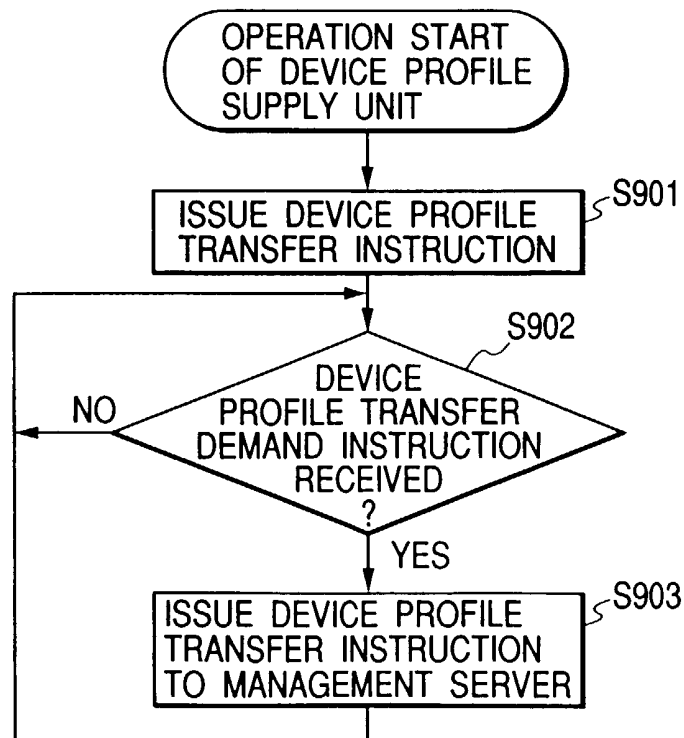 OPERATION START
OF DEVICE PROFILE
SUPPLY UNIT
ISSUE DEVICE PROFILE
TRANSFER INSTRUCTION
S901
S902
DEVICE
PROFILE TRANSFER
DEMAND INSTRUCTION
RECEIVED
?
NO
YES
ISSUE DEVICE PROFILE
TRANSFER INSTRUCTION
TO MANAGEMENT SERVER
S903